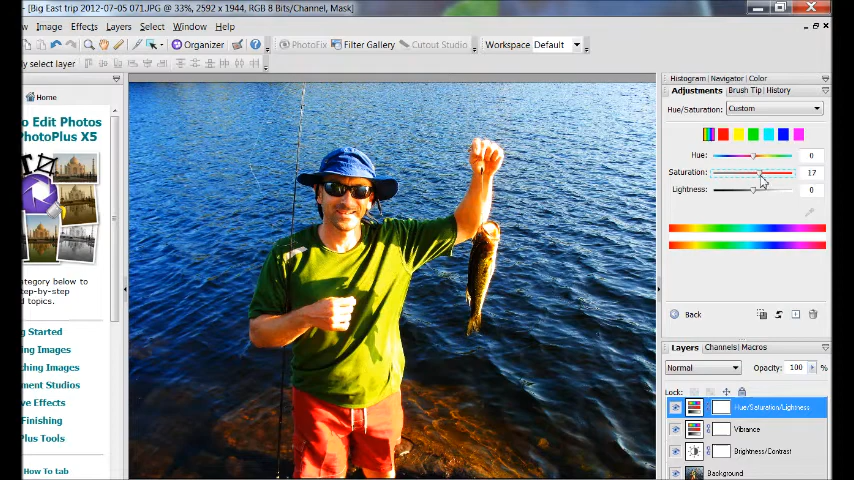 [Big East trip 2012-07-05 071.JPG @ 33%, 2592 x 1944, RGB 8 Bits/Channel, Mask]
Image Effects Layers Select Window Help
Organizer PhotoFix Filter Gallery Cutout Studio Workspace Default
y select layer
Home
o Edit Photos
PhotoPlus X5
ategory below to
step-by-step
d topics.
g Started
ing Images
ching Images
ment Studios
ve Effects
Finishing
Plus Tools
How To tab
Histogram Navigator Color
Adjustments Brush Tip History
Hue/Saturation: Custom
Hue: 0
Saturation: 17
Lightness: 0
Back
Layers Channels Macros
Normal Opacity: 100 %
Lock:
Hue/Saturation/Lightness
Vibrance
Brightness/Contrast
Background